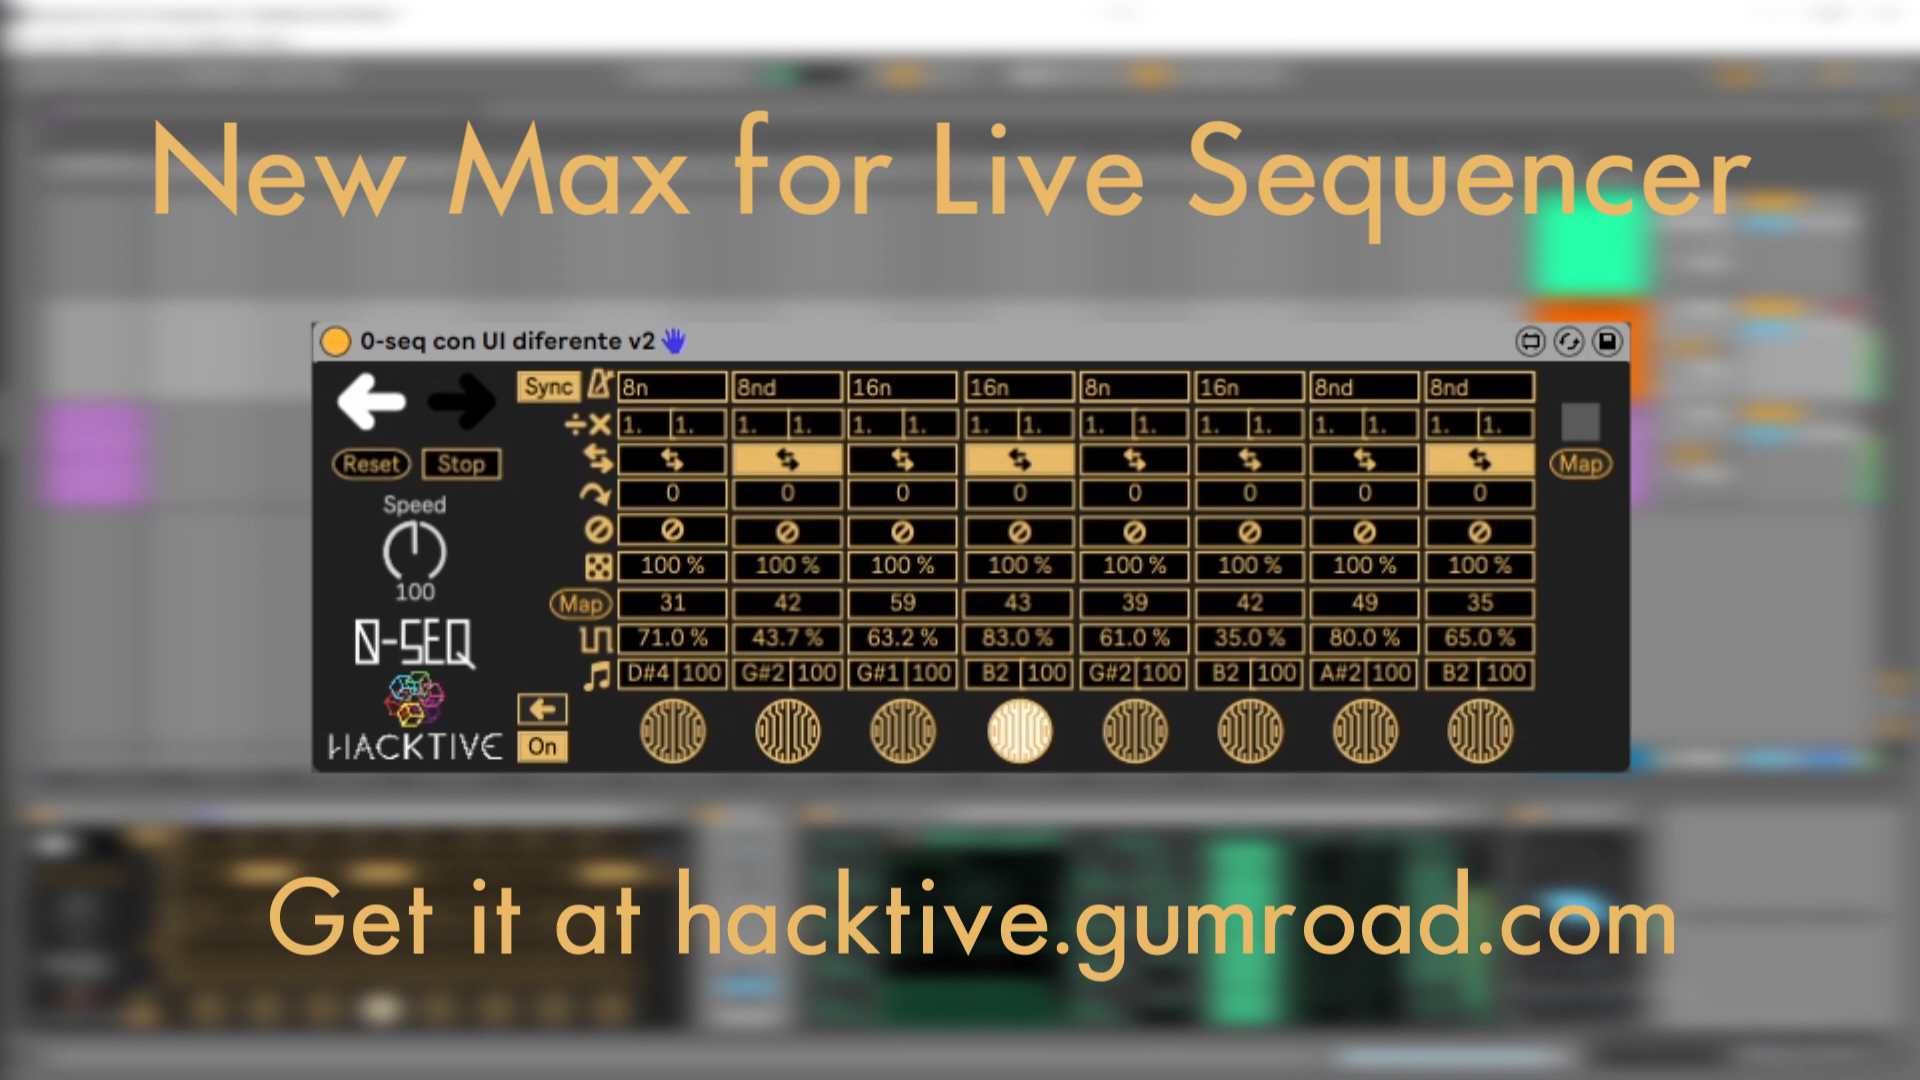 New Max for Live Sequencer
0-seq con UI diferente v2
Sync 8n 8nd 16n 16n 8n 16n 8nd 8nd
1. 1. 1. 1. 1. 1. 1. 1. 1. 1. 1. 1. 1. 1. 1. 1.
Reset Stop Map
0 0 0 0 0 0 0 0
Speed
100 % 100 % 100 % 100 % 100 % 100 % 100 % 100 %
100
Map 31 42 59 43 39 42 49 35
0-SEQ 71.0 % 43.7 % 63.2 % 83.0 % 61.0 % 35.0 % 80.0 % 65.0 %
D#4 100 G#2 100 G#1 100 B2 100 G#2 100 B2 100 A#2 100 B2 100
HACKTIVE On
Get it at hacktive.gumroad.com